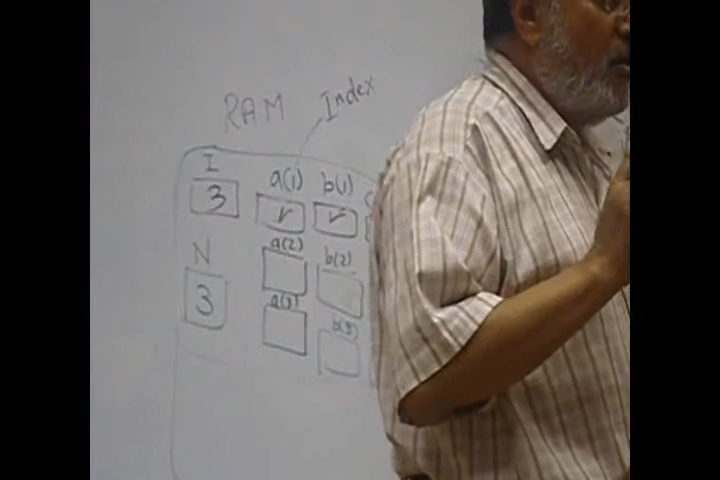 RAM Index
I a(1) b(1)
3
a(2) b(2)
N
3 a(3) b(3)